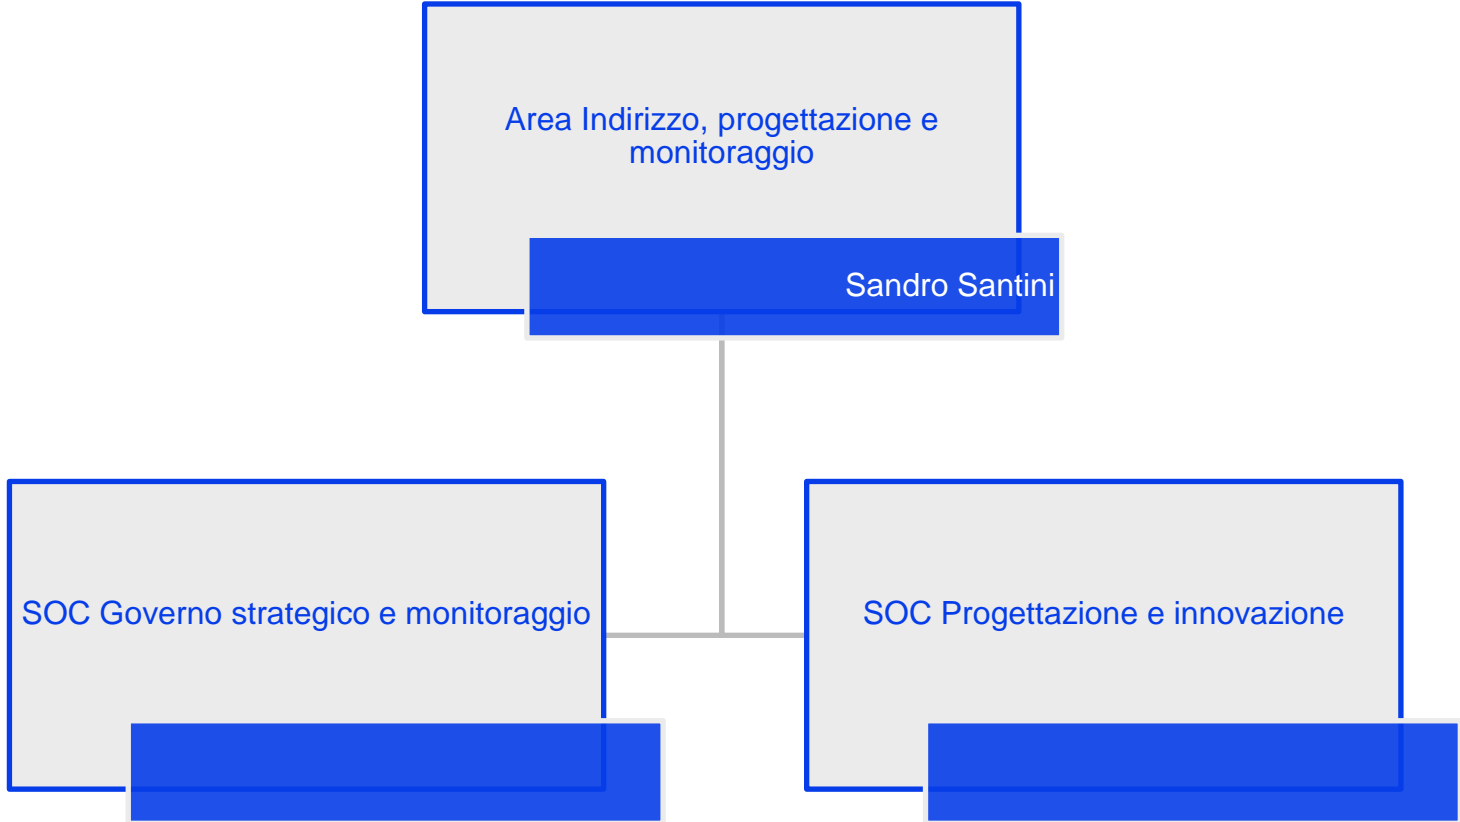 Area Indirizzo, progettazione e
monitoraggio
Sandro Santini
SOC Governo strategico e monitoraggio
SOC Progettazione e innovazione